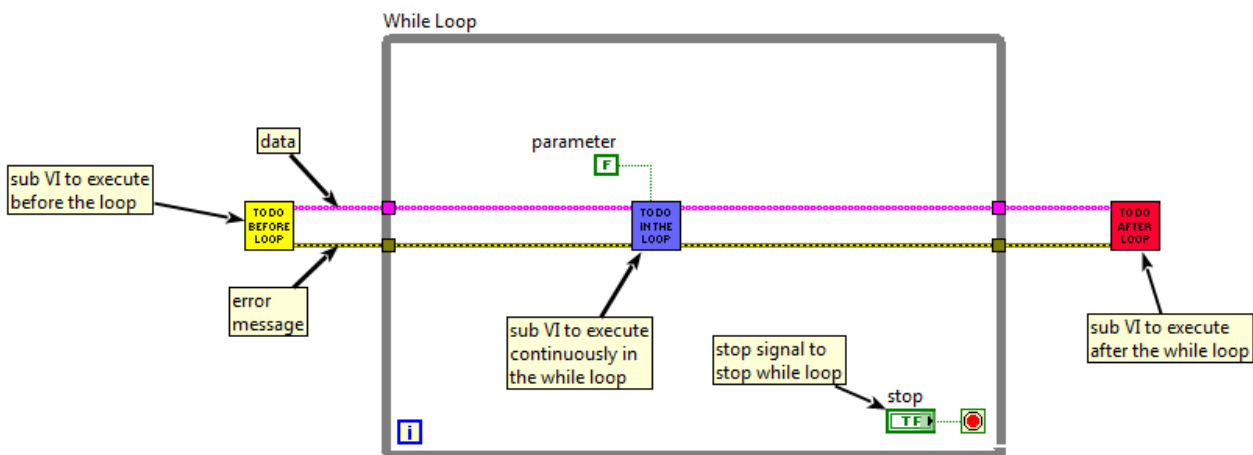 While Loop
data
parameter
F
sub VI to execute
before the loop
TO DO
BEFORE
LOOP
TO DO
IN THE
LOOP
TO DO
AFTER
LOOP
error
message
sub VI to execute
continuously in
the while loop
stop signal to
stop while loop
sub VI to execute
after the while loop
stop
TF
i